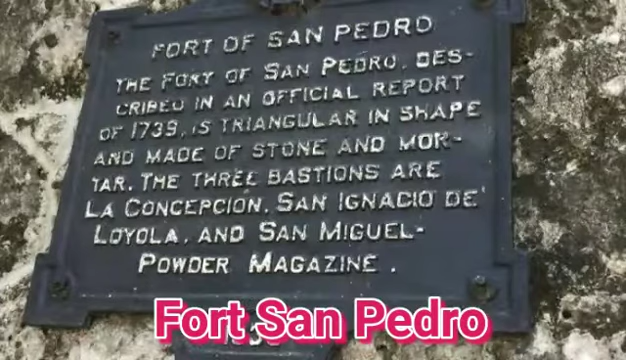 FORT OF SAN PEDRO
THE FORT OF SAN PEDRO, DES-
CRIBED IN AN OFFICIAL REPORT
OF 1739, IS TRIANGULAR IN SHAPE
AND MADE OF STONE AND MOR-
TAR. THE THREE BASTIONS ARE
LA CONCEPCION, SAN IGNACIO DE'
LOYOLA, AND SAN MIGUEL-
POWDER MAGAZINE.
Fort San Pedro